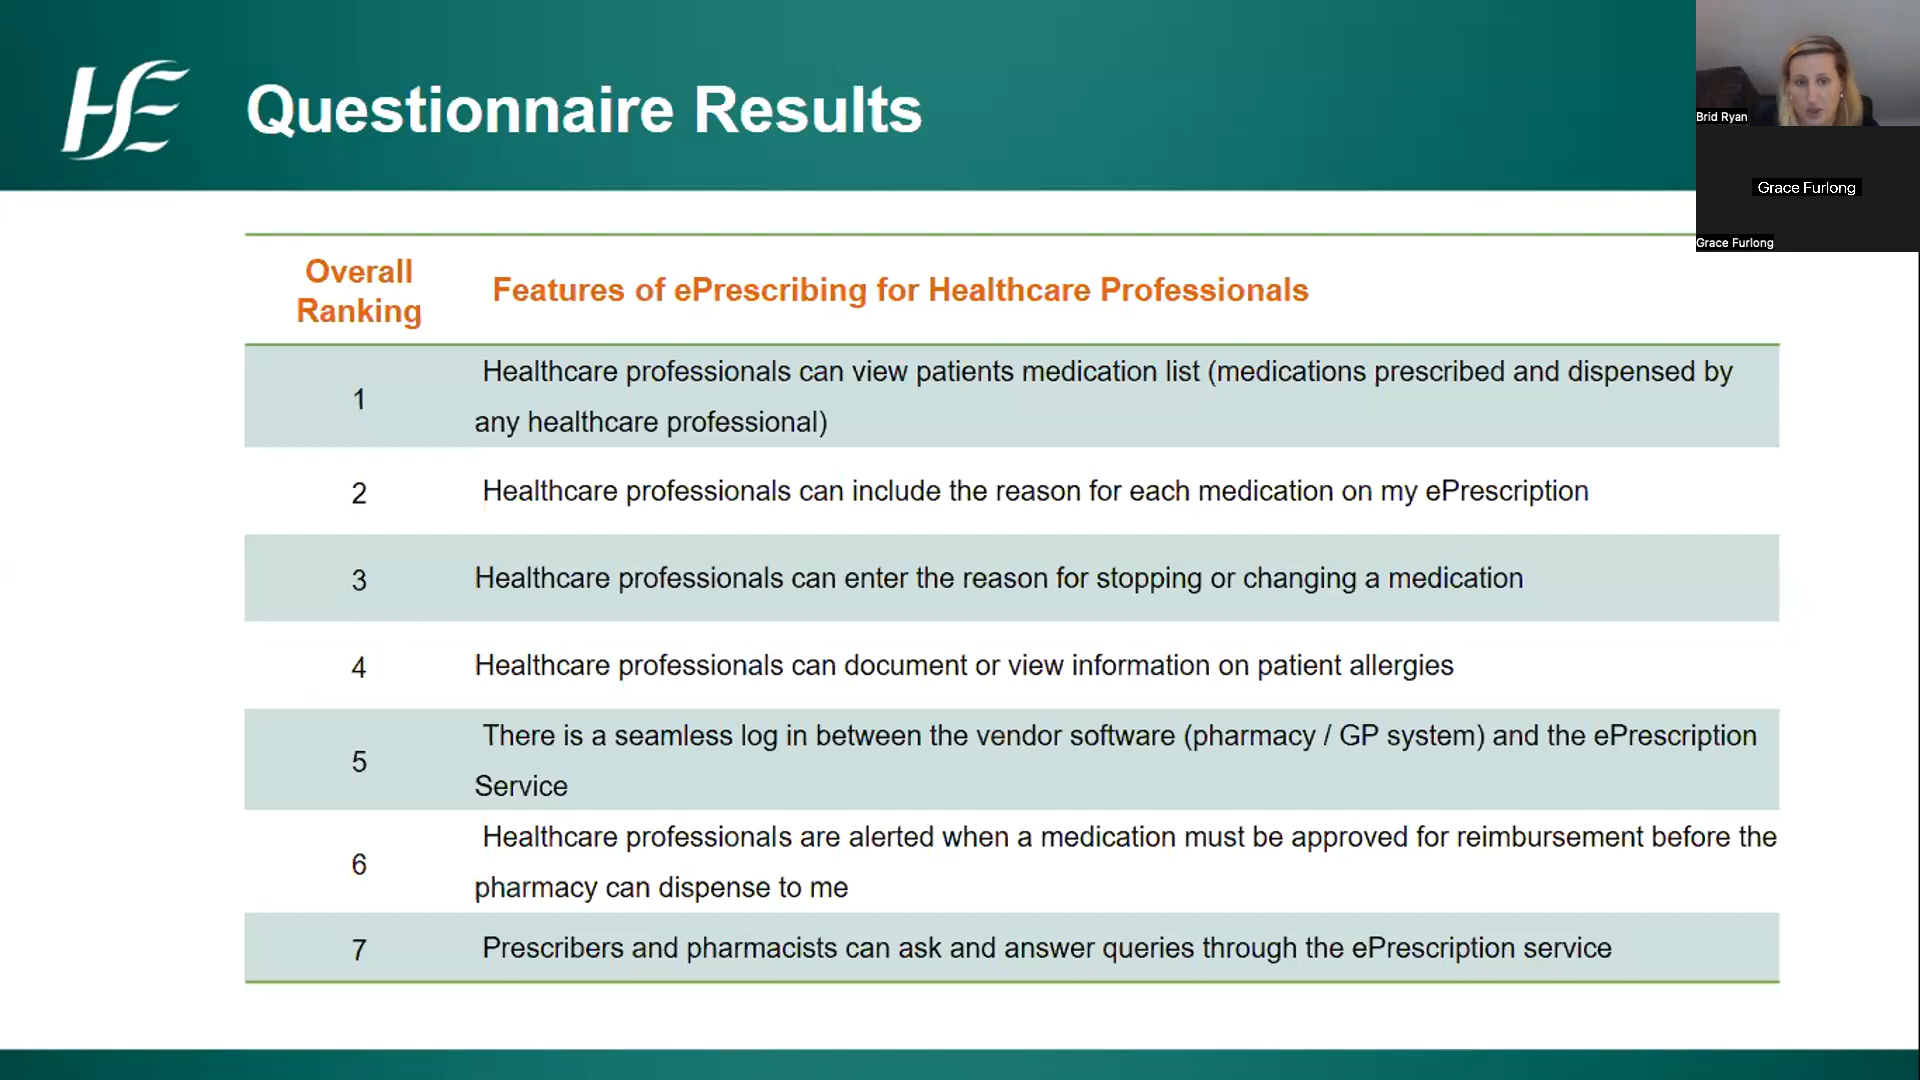 HSE
Questionnaire Results
Brid Ryan
Grace Furlong
Grace Furlong
Overall
Ranking
Features of ePrescribing for Healthcare Professionals
1
Healthcare professionals can view patients medication list (medications prescribed and dispensed by
any healthcare professional)
2
Healthcare professionals can include the reason for each medication on my ePrescription
3
Healthcare professionals can enter the reason for stopping or changing a medication
4
Healthcare professionals can document or view information on patient allergies
5
There is a seamless log in between the vendor software (pharmacy / GP system) and the ePrescription
Service
6
Healthcare professionals are alerted when a medication must be approved for reimbursement before the
pharmacy can dispense to me
7
Prescribers and pharmacists can ask and answer queries through the ePrescription service